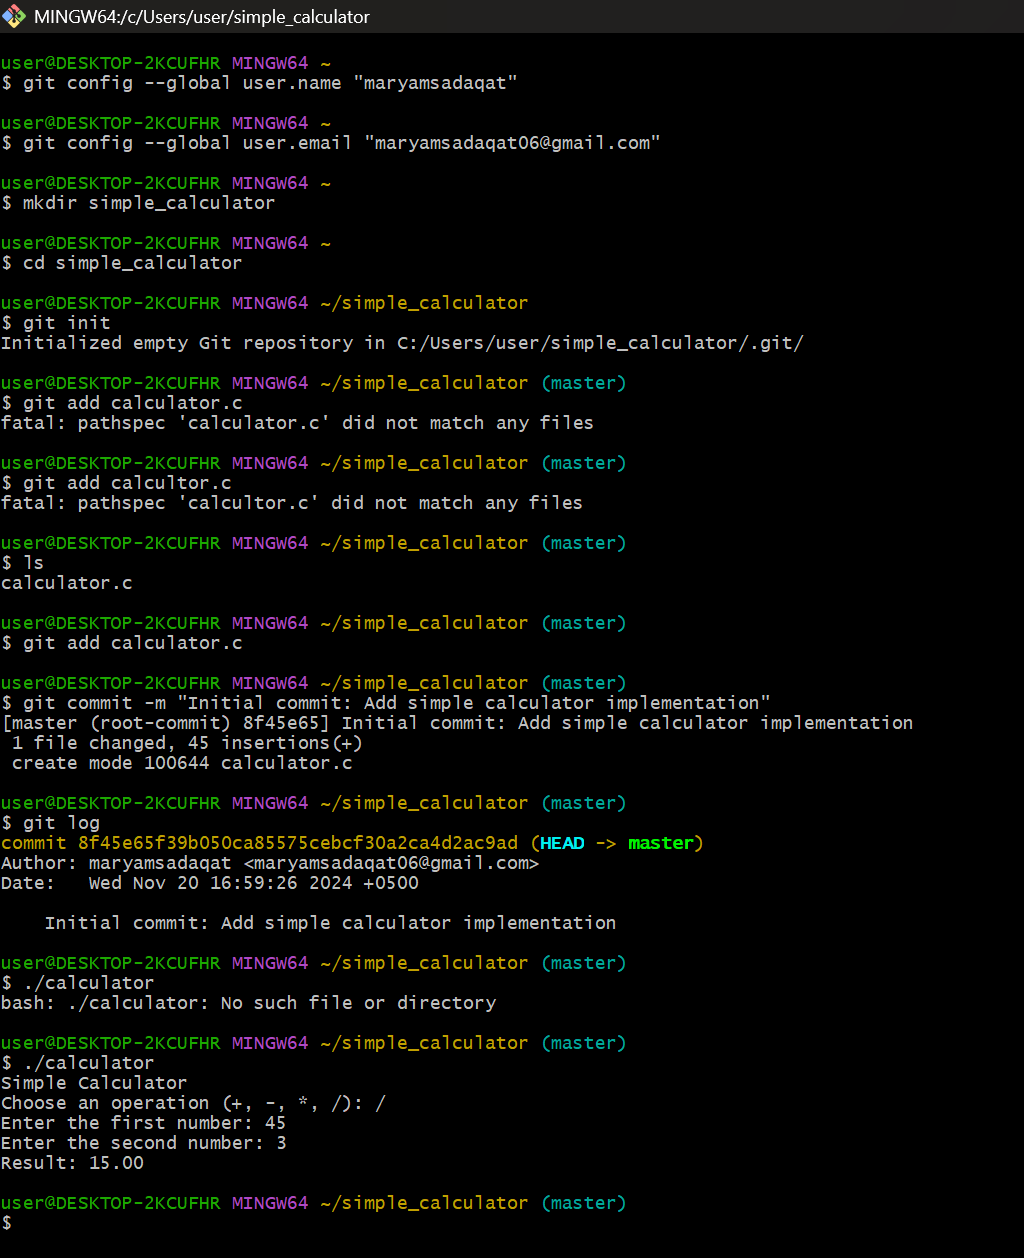 MINGW64:/c/Users/user/simple_calculator
user@DESKTOP-2KCUFHR MINGW64 ~
$ git config --global user.name "maryamsadaqat"
user@DESKTOP-2KCUFHR MINGW64 ~
$ git config --global user.email "maryamsadaqat06@gmail.com"
user@DESKTOP-2KCUFHR MINGW64 ~
$ mkdir simple_calculator
user@DESKTOP-2KCUFHR MINGW64 ~
$ cd simple_calculator
user@DESKTOP-2KCUFHR MINGW64 ~/simple_calculator
$ git init
Initialized empty Git repository in C:/Users/user/simple_calculator/.git/
user@DESKTOP-2KCUFHR MINGW64 ~/simple_calculator (master)
$ git add calculator.c
fatal: pathspec 'calculator.c' did not match any files
user@DESKTOP-2KCUFHR MINGW64 ~/simple_calculator (master)
$ git add calcultor.c
fatal: pathspec 'calcultor.c' did not match any files
user@DESKTOP-2KCUFHR MINGW64 ~/simple_calculator (master)
$ ls
calculator.c
user@DESKTOP-2KCUFHR MINGW64 ~/simple_calculator (master)
$ git add calculator.c
user@DESKTOP-2KCUFHR MINGW64 ~/simple_calculator (master)
$ git commit -m "Initial commit: Add simple calculator implementation"
[master (root-commit) 8f45e65] Initial commit: Add simple calculator implementation
 1 file changed, 45 insertions(+)
 create mode 100644 calculator.c
user@DESKTOP-2KCUFHR MINGW64 ~/simple_calculator (master)
$ git log
commit 8f45e65f39b050ca85575cebcf30a2ca4d2ac9ad (HEAD -> master)
Author: maryamsadaqat <maryamsadaqat06@gmail.com>
Date:   Wed Nov 20 16:59:26 2024 +0500
    Initial commit: Add simple calculator implementation
user@DESKTOP-2KCUFHR MINGW64 ~/simple_calculator (master)
$ ./calculator
bash: ./calculator: No such file or directory
user@DESKTOP-2KCUFHR MINGW64 ~/simple_calculator (master)
$ ./calculator
Simple Calculator
Choose an operation (+, -, *, /): /
Enter the first number: 45
Enter the second number: 3
Result: 15.00
user@DESKTOP-2KCUFHR MINGW64 ~/simple_calculator (master)
$